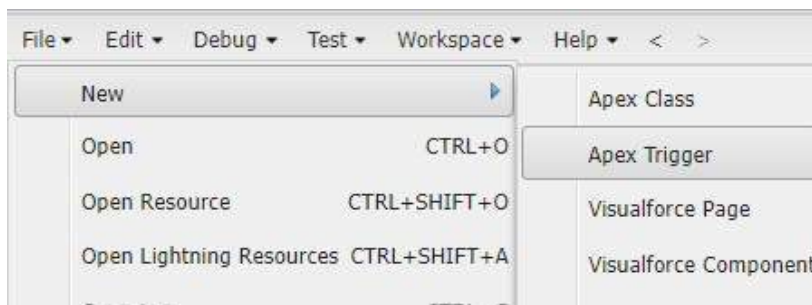 File Edit Debug Test Workspace Help < >
New Apex Class
Open CTRL+O Apex Trigger
Open Resource CTRL+SHIFT+O Visualforce Page
Open Lightning Resources CTRL+SHIFT+A Visualforce Component